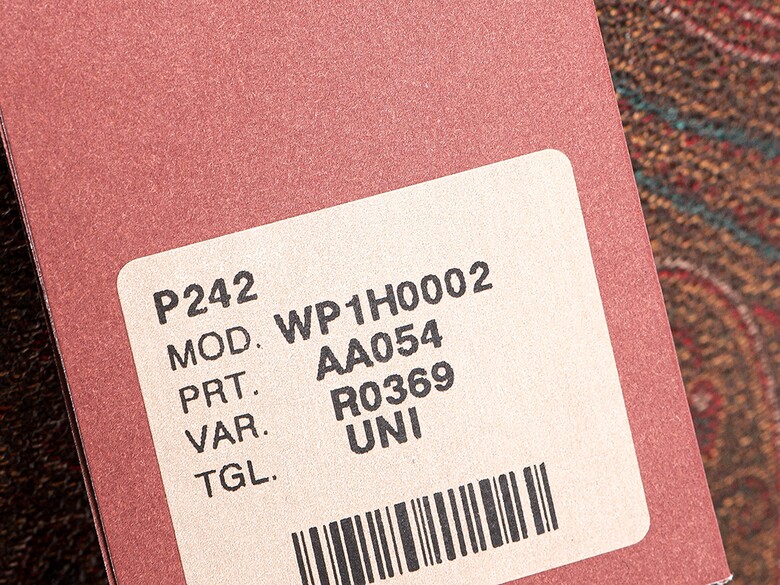 P242
MOD. WP1H0002
PRT. AA054
VAR. R0369
TGL. UNI